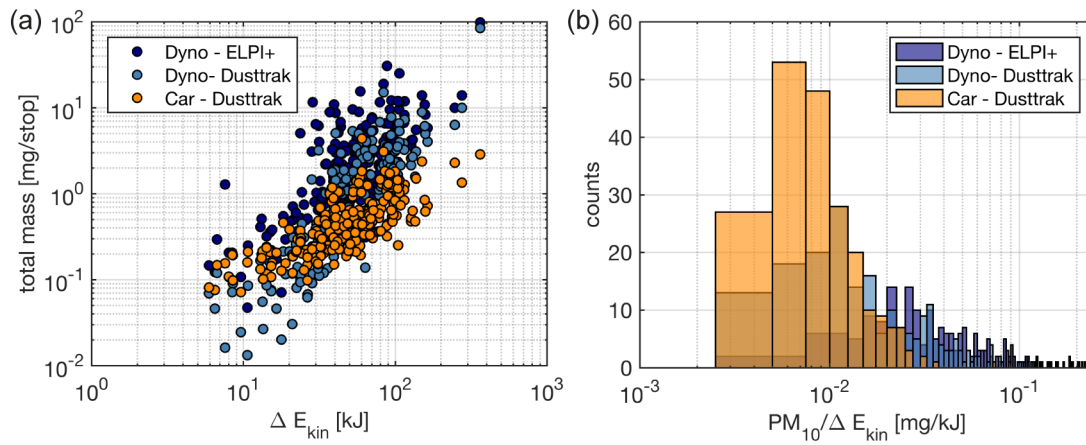 (a)
total mass [mg/stop]
10^2
10^1
10^0
10^-1
10^-2
Dyno - ELPI+
Dyno- Dusttrak
Car - Dusttrak
10^0 10^1 10^2 10^3
Δ E_kin [kJ]
(b)
counts
60
50
40
30
20
10
0
Dyno - ELPI+
Dyno- Dusttrak
Car - Dusttrak
10^-3 10^-2 10^-1
PM_10/Δ E_kin [mg/kJ]